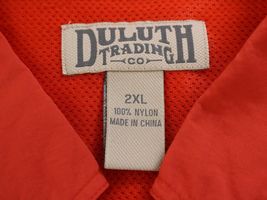 DULUTH
TRADING
CO
2XL
100% NYLON
MADE IN CHINA